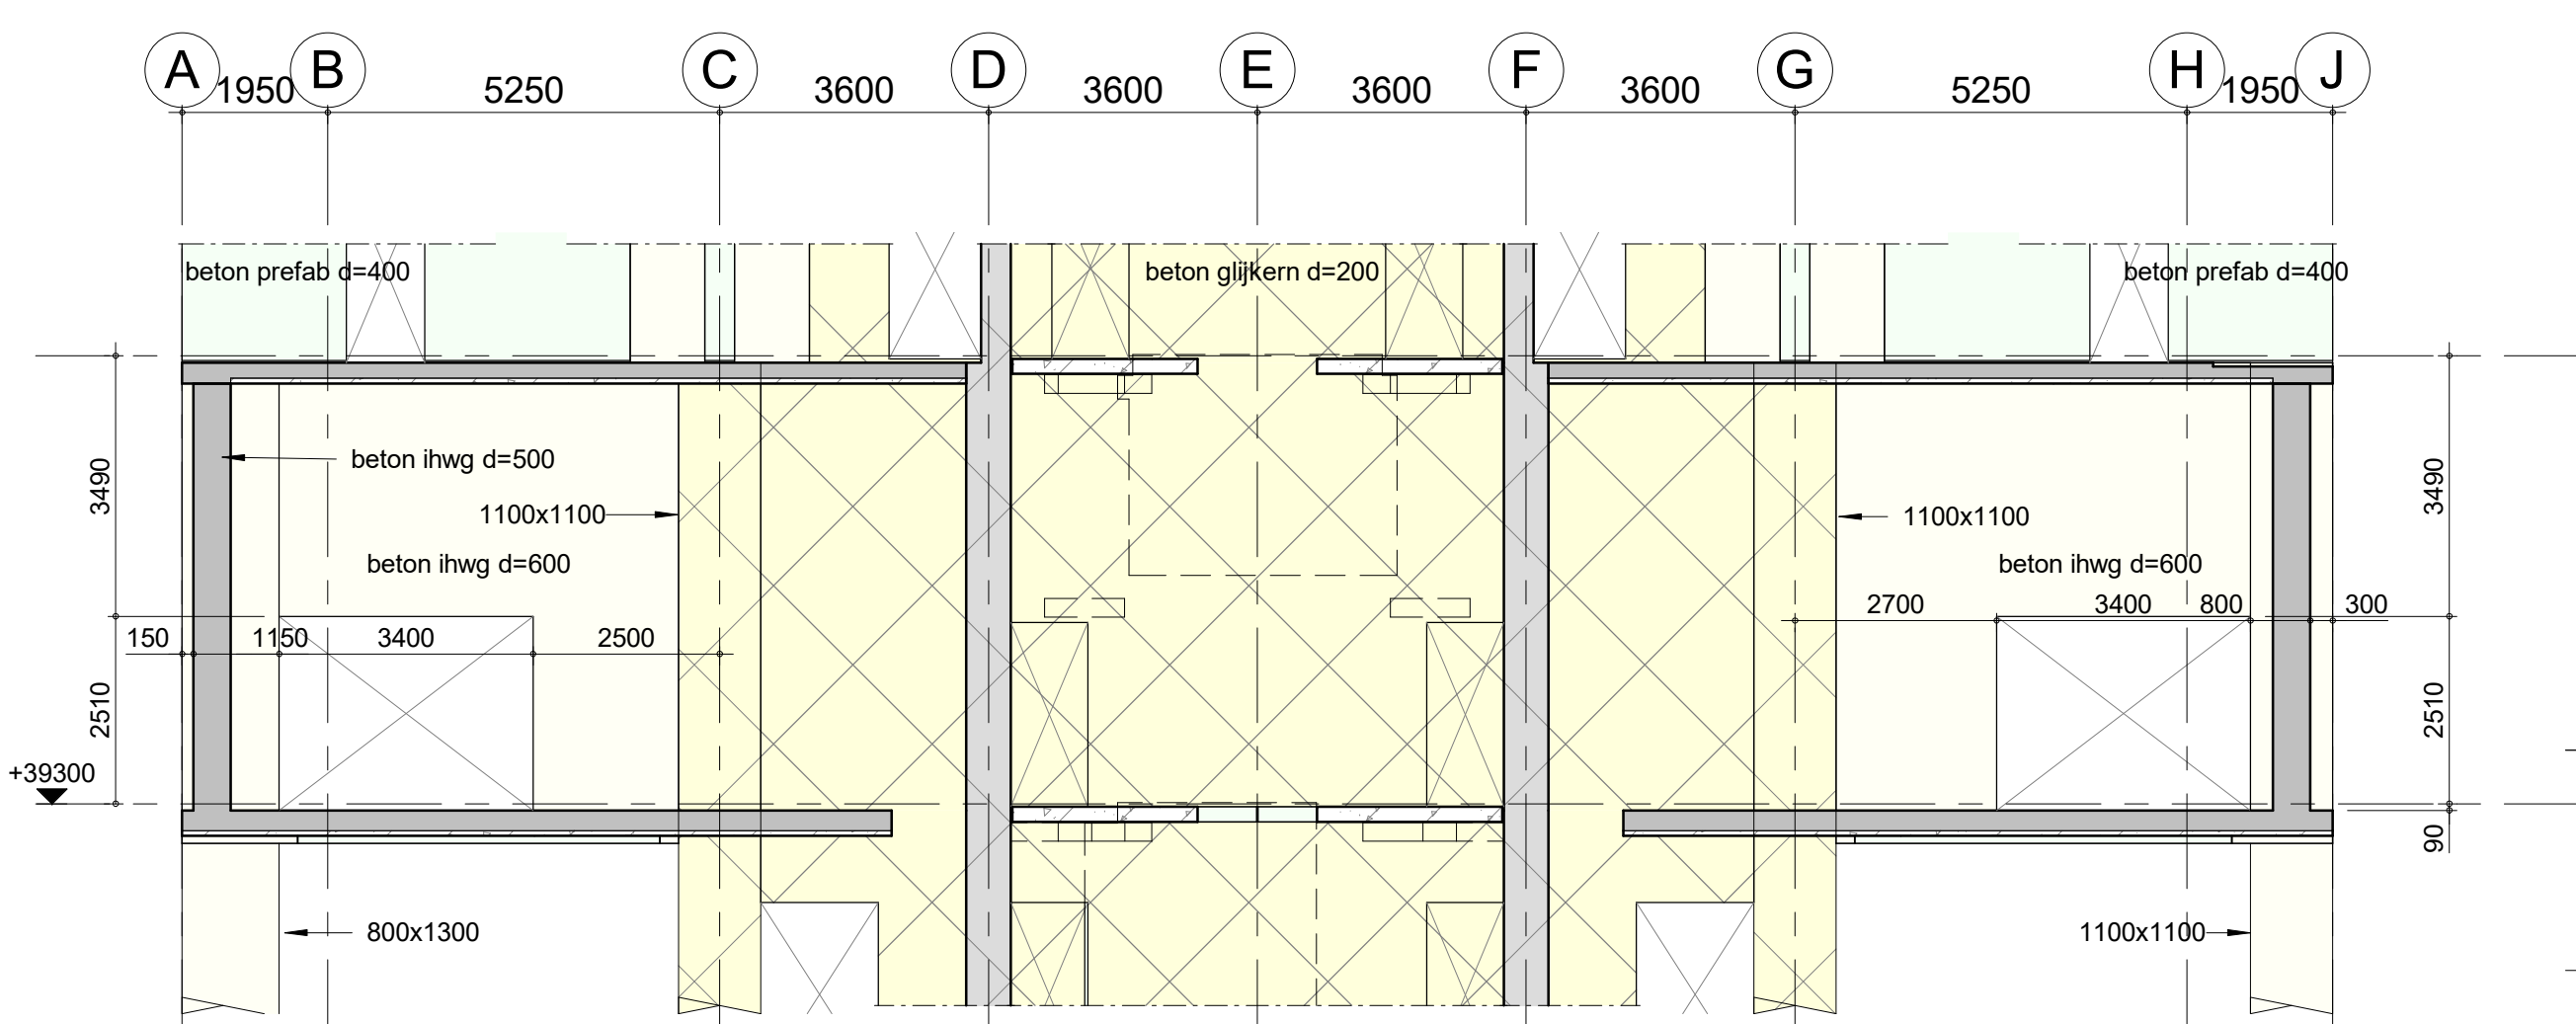 A B C D E F G H J
1950 5250 3600 3600 3600 3600 5250 1950
beton prefab d=400
beton glijkern d=200
beton prefab d=400
beton ihwg d=500
3490
3490
1100x1100
1100x1100
beton ihwg d=600
beton ihwg d=600
2700 3400 800 300
150 1150 3400 2500
2510
2510
+39300
90
800x1300
1100x1100